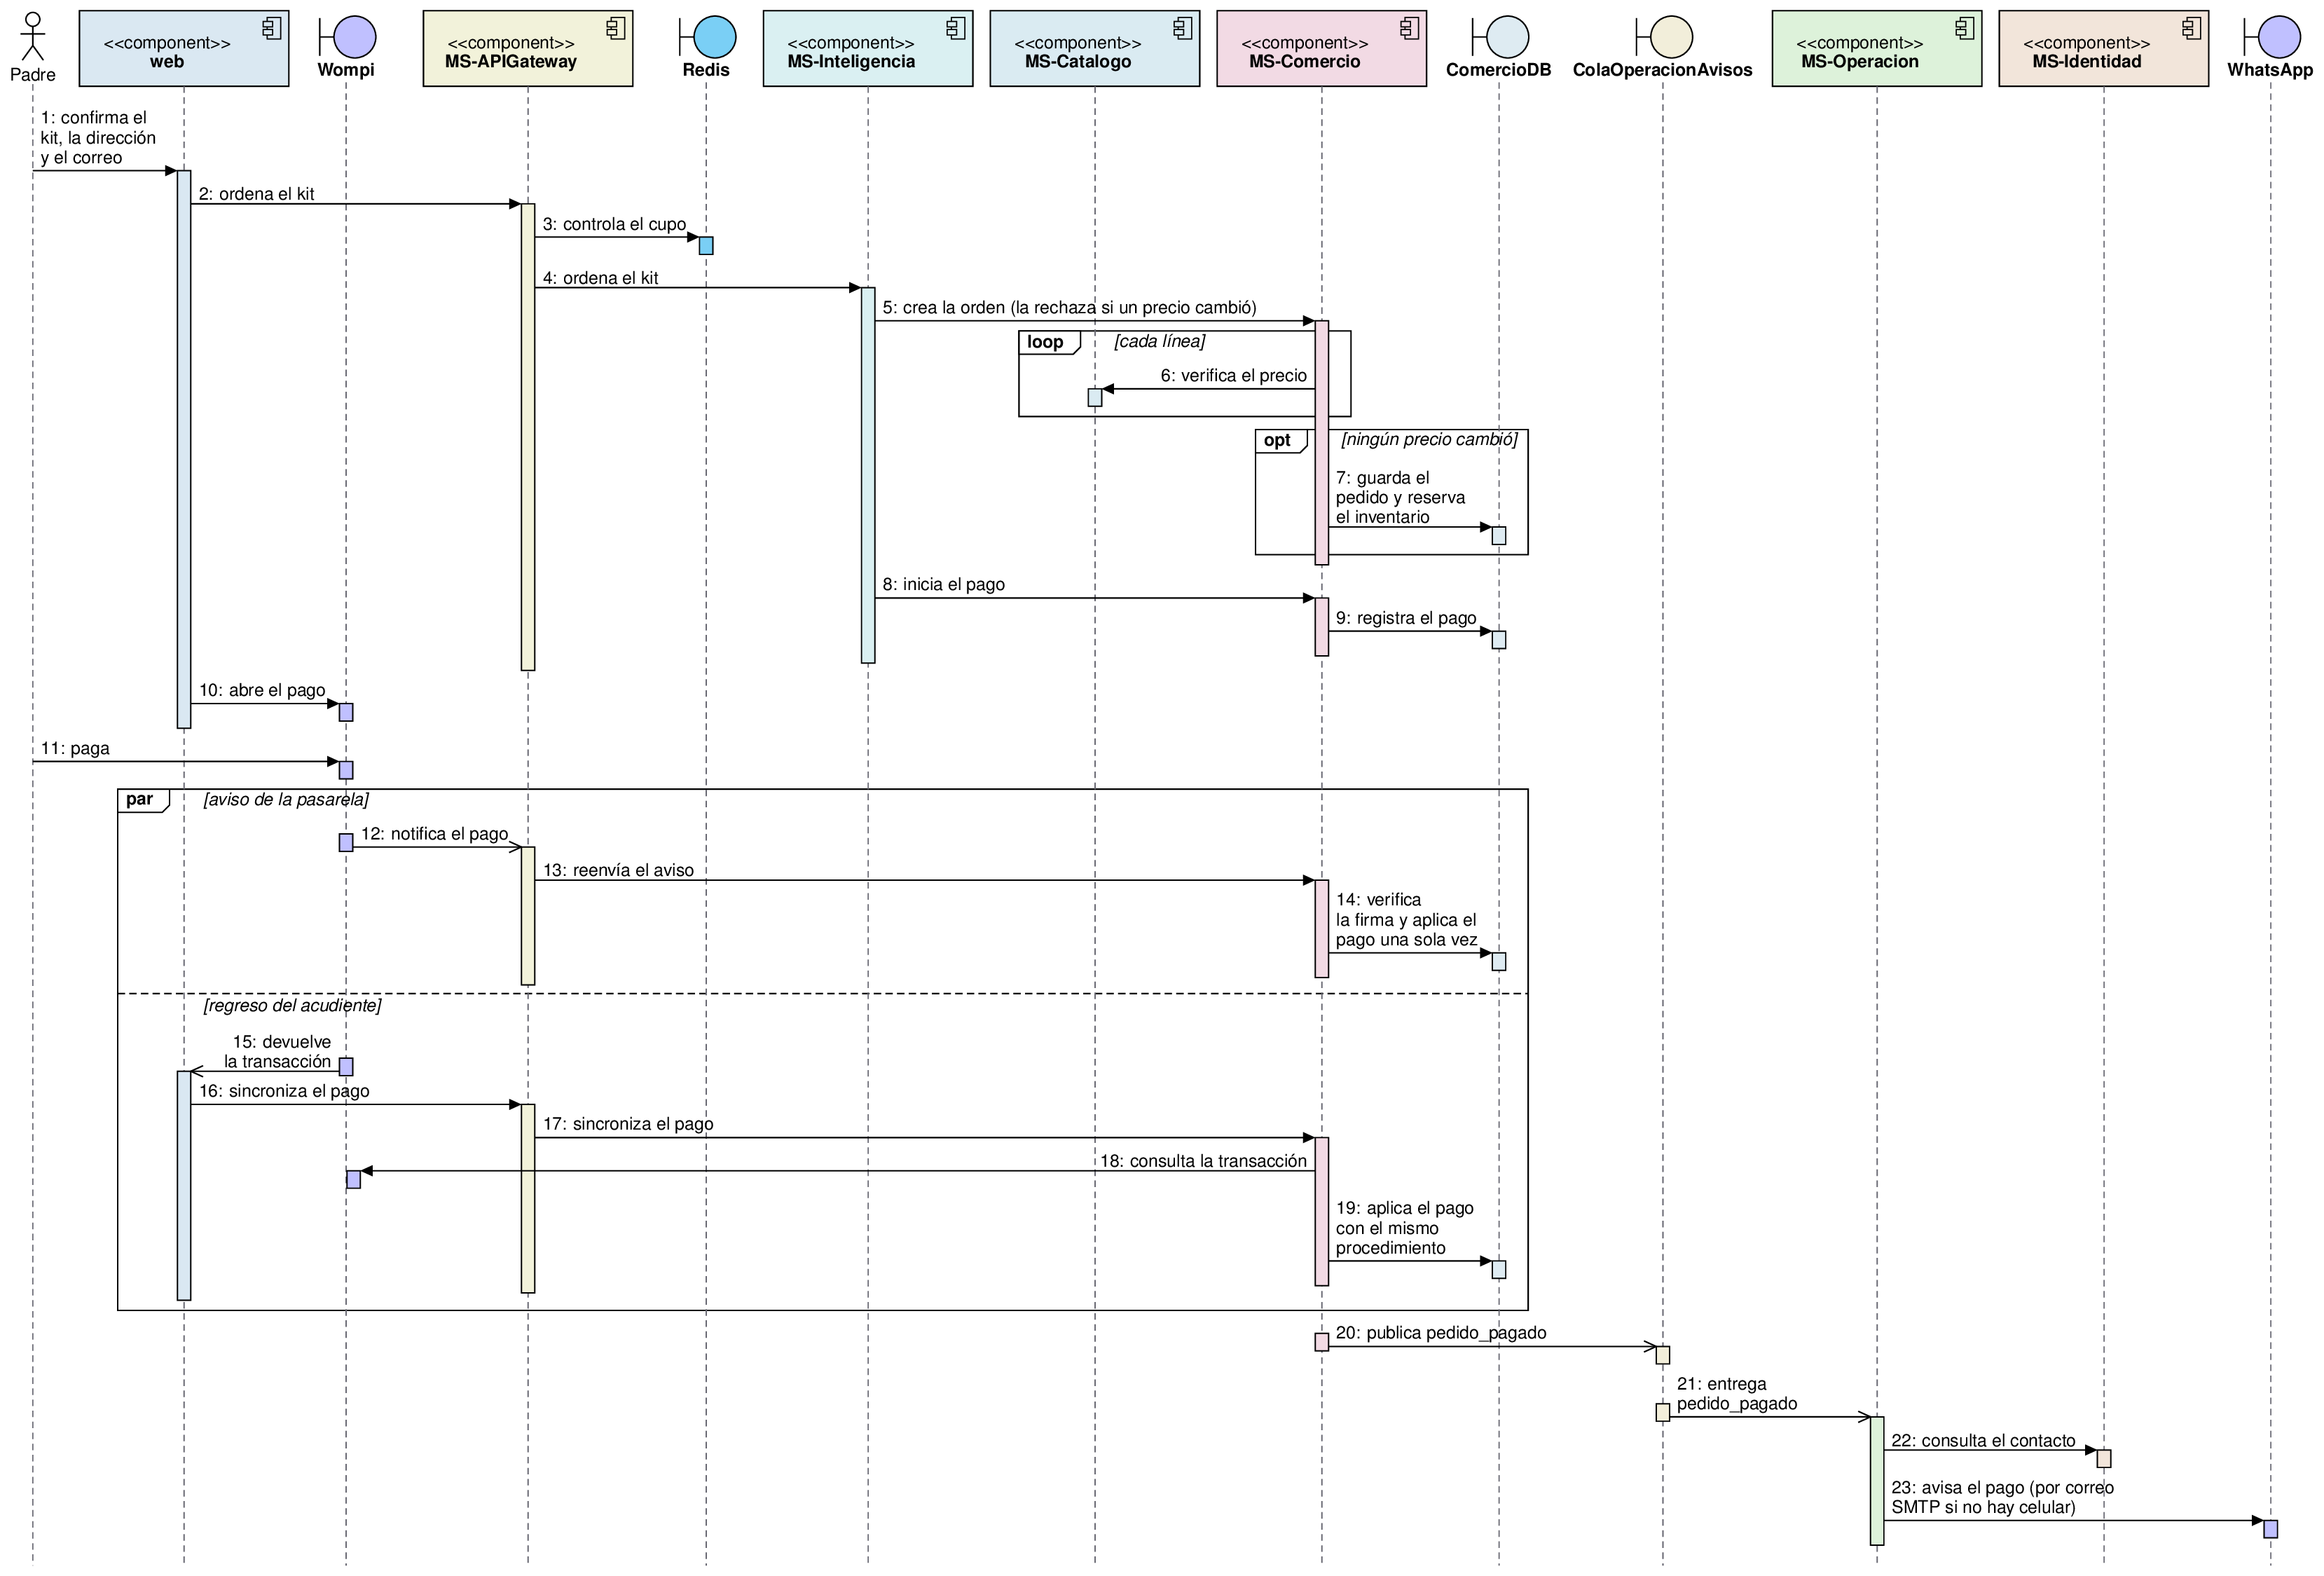 Padre
<<component>>
web
Wompi
<<component>>
MS-APIGateway
Redis
<<component>>
MS-Inteligencia
<<component>>
MS-Catalogo
<<component>>
MS-Comercio
ComercioDB
ColaOperacionAvisos
<<component>>
MS-Operacion
<<component>>
MS-Identidad
WhatsApp
1: confirma el
kit, la dirección
y el correo
2: ordena el kit
3: controla el cupo
4: ordena el kit
5: crea la orden (la rechaza si un precio cambió)
loop
[cada línea]
6: verifica el precio
opt
[ningún precio cambió]
7: guarda el
pedido y reserva
el inventario
8: inicia el pago
9: registra el pago
10: abre el pago
11: paga
par
[aviso de la pasarela]
12: notifica el pago
13: reenvía el aviso
14: verifica
la firma y aplica el
pago una sola vez
[regreso del acudiente]
15: devuelve
la transacción
16: sincroniza el pago
17: sincroniza el pago
18: consulta la transacción
19: aplica el pago
con el mismo
procedimiento
20: publica pedido_pagado
21: entrega
pedido_pagado
22: consulta el contacto
23: avisa el pago (por correo
SMTP si no hay celular)